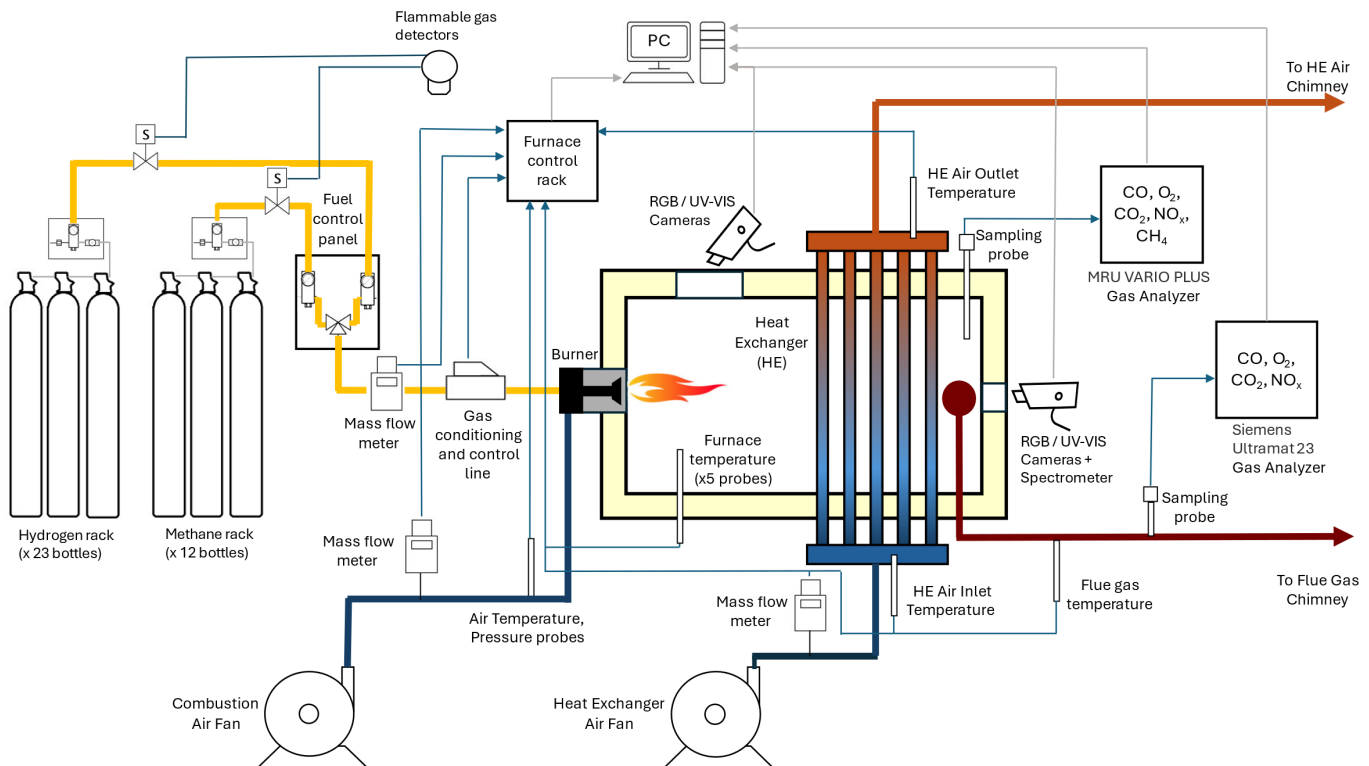 Flammable gas
detectors
PC
To HE Air
Chimney
S
S
Furnace
control
rack
HE Air Outlet
Temperature
CO, O₂,
CO₂, NOₓ,
CH₄
MRU VARIO PLUS
Gas Analyzer
RGB / UV-VIS
Cameras
Sampling
probe
Fuel
control
panel
Heat
Exchanger
(HE)
Burner
CO, O₂,
CO₂, NOₓ
Siemens
Ultramat 23
Gas Analyzer
Mass flow
meter
Gas
conditioning
and control
line
Furnace
temperature
(x5 probes)
RGB / UV-VIS
Cameras +
Spectrometer
Sampling
probe
Hydrogen rack
(x 23 bottles)
Methane rack
(x 12 bottles)
Mass flow
meter
To Flue Gas
Chimney
Air Temperature,
Pressure probes
Mass flow
meter
HE Air Inlet
Temperature
Flue gas
temperature
Combustion
Air Fan
Heat Exchanger
Air Fan